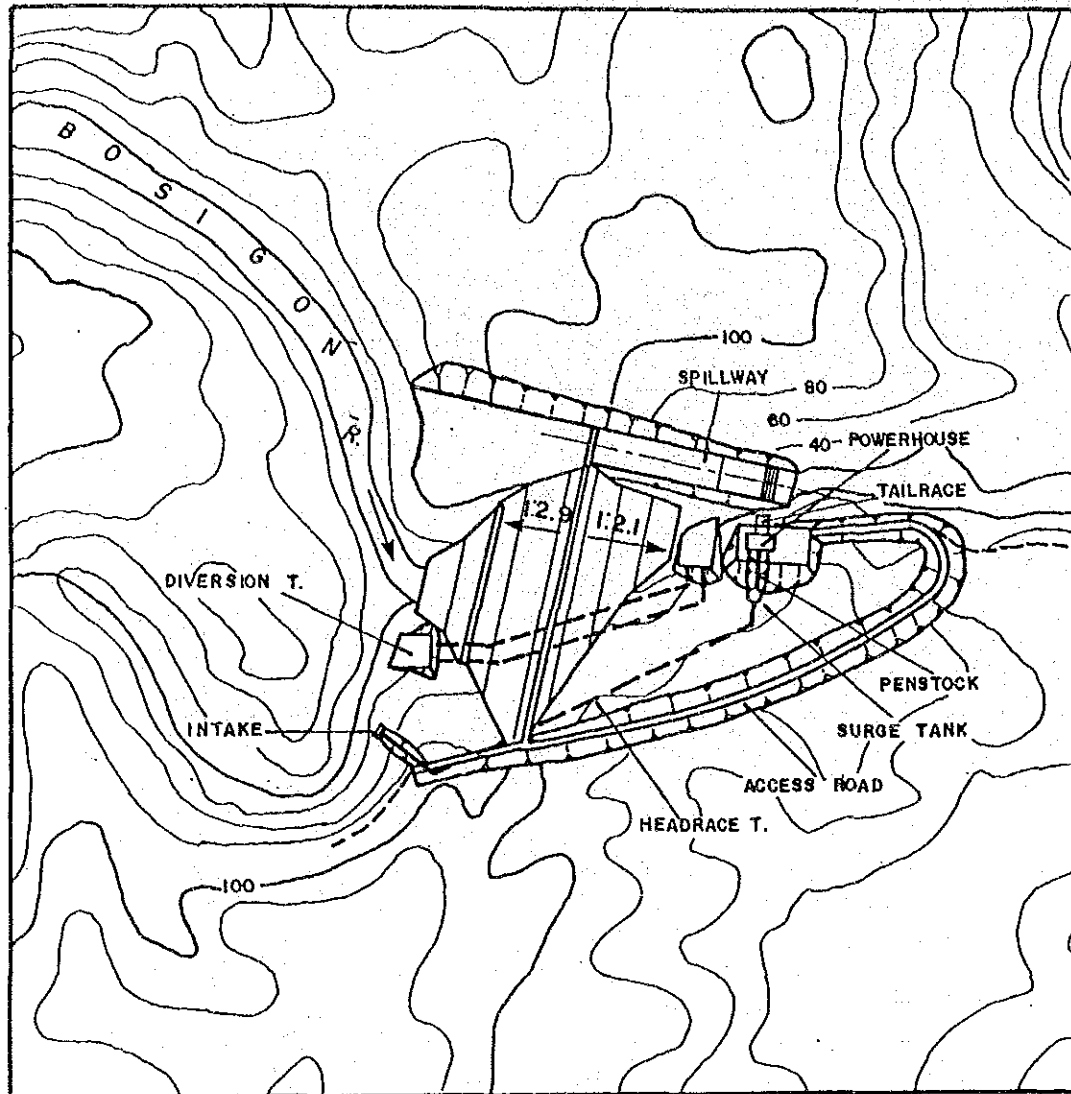 BOSIGON R.
100
SPILLWAY
80
60
40
POWERHOUSE
TAILRACE
1:2.9
1:2.1
DIVERSION T.
PENSTOCK
INTAKE
SURGE TANK
ACCESS ROAD
HEADRACE T.
100